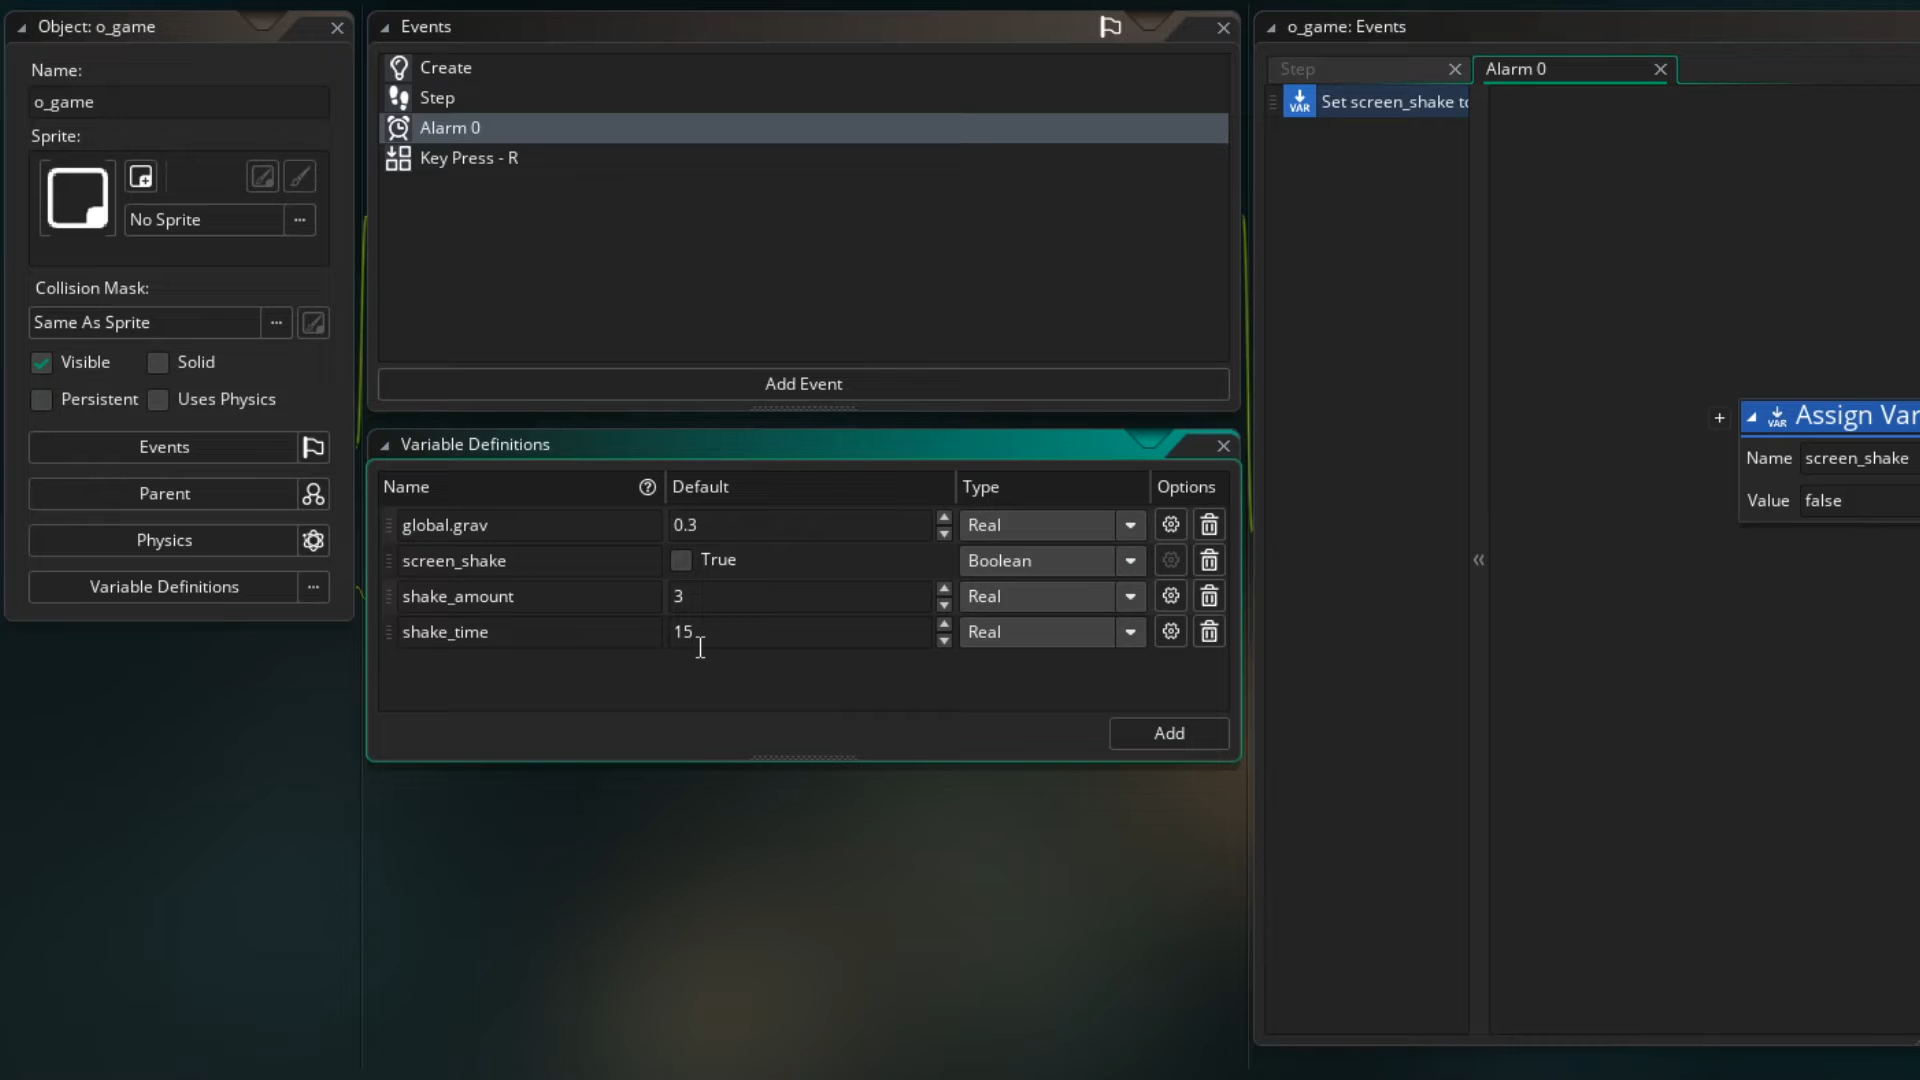 Object: o_game
Name:
o_game
Sprite:
No Sprite
...
Collision Mask:
Same As Sprite
...
Visible
Solid
Persistent
Uses Physics
Events
Parent
Physics
Variable Definitions
...
Events
Create
Step
Alarm 0
Key Press - R
Add Event
Variable Definitions
Name
Default
Type
Options
global.grav
0.3
Real
screen_shake
True
Boolean
shake_amount
3
Real
shake_time
15
Real
Add
o_game: Events
Step
Alarm 0
VAR
Set screen_shake to
VAR
Assign Var
Name
screen_shake
Value
false